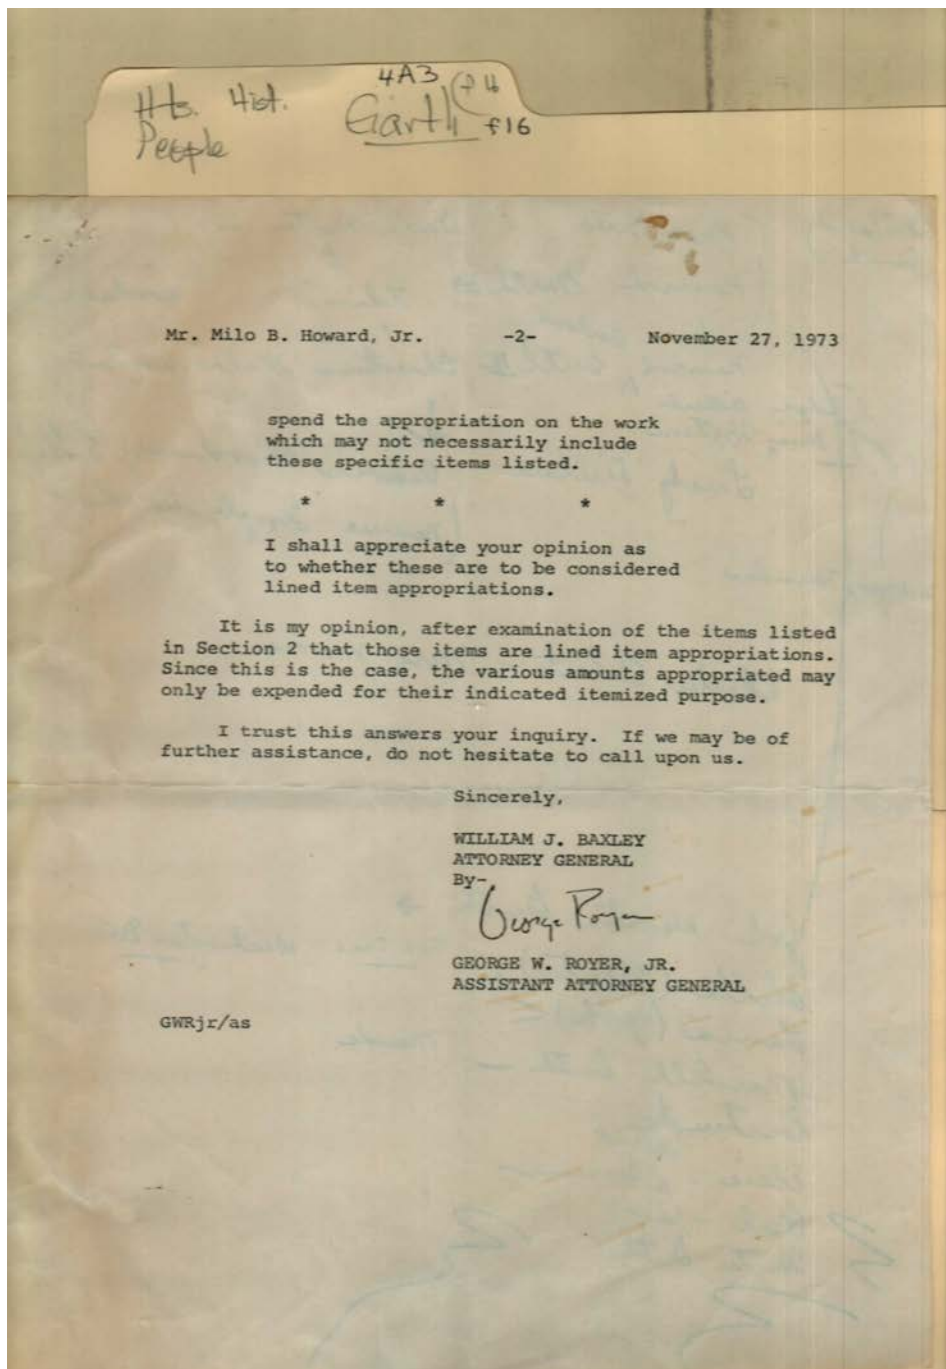 4A3
Hts. Hist. Garth
People f16
Mr. Milo B. Howard, Jr. -2- November 27, 1973
spend the appropriation on the work
which may not necessarily include
these specific items listed.
* * *
I shall appreciate your opinion as
to whether these are to be considered
lined item appropriations.
It is my opinion, after examination of the items listed
in Section 2 that those items are lined item appropriations.
Since this is the case, the various amounts appropriated may
only be expended for their indicated itemized purpose.
I trust this answers your inquiry. If we may be of
further assistance, do not hesitate to call upon us.
Sincerely,
WILLIAM J. BAXLEY
ATTORNEY GENERAL
By-
George Royer
GEORGE W. ROYER, JR.
ASSISTANT ATTORNEY GENERAL
GWRjr/as